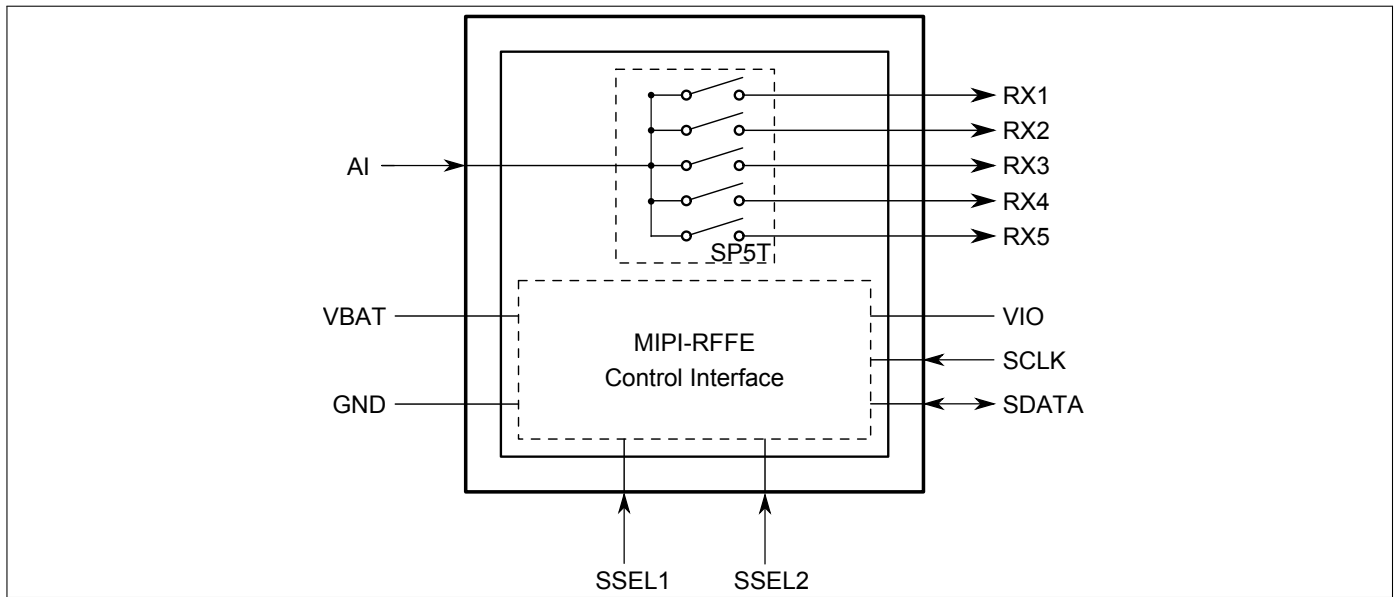 RX1
RX2
AI
RX3
RX4
RX5
SP5T
VBAT
VIO
MIPI-RFFE
Control Interface
SCLK
GND
SDATA
SSEL1
SSEL2